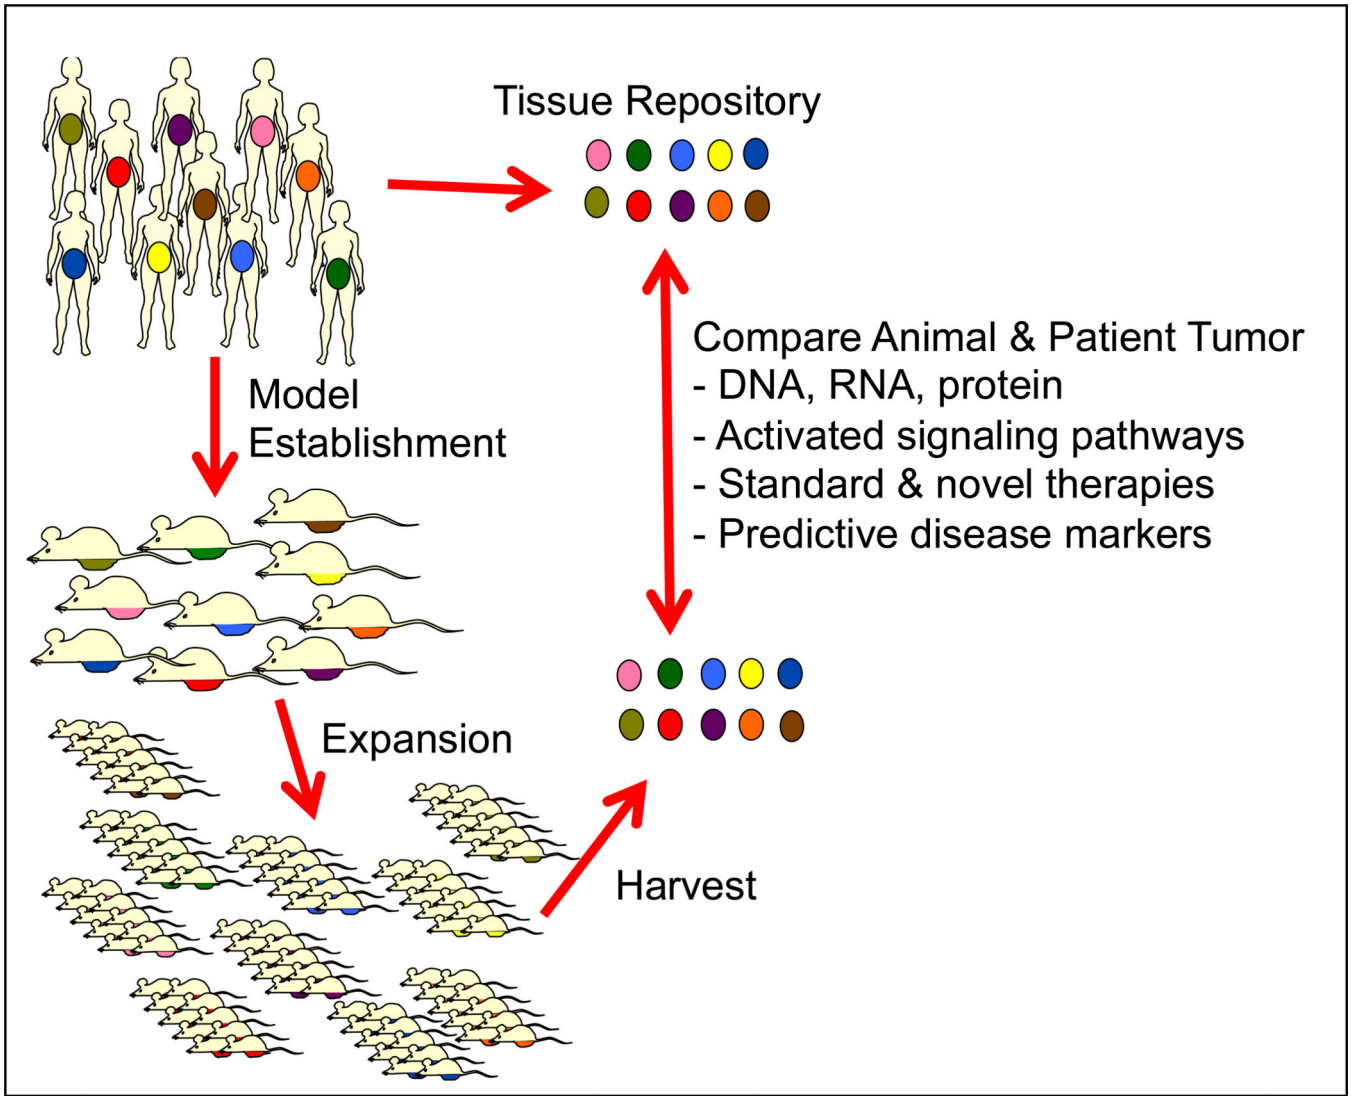 Tissue Repository
Compare Animal & Patient Tumor
- DNA, RNA, protein
- Activated signaling pathways
- Standard & novel therapies
- Predictive disease markers
Model
Establishment
Expansion
Harvest